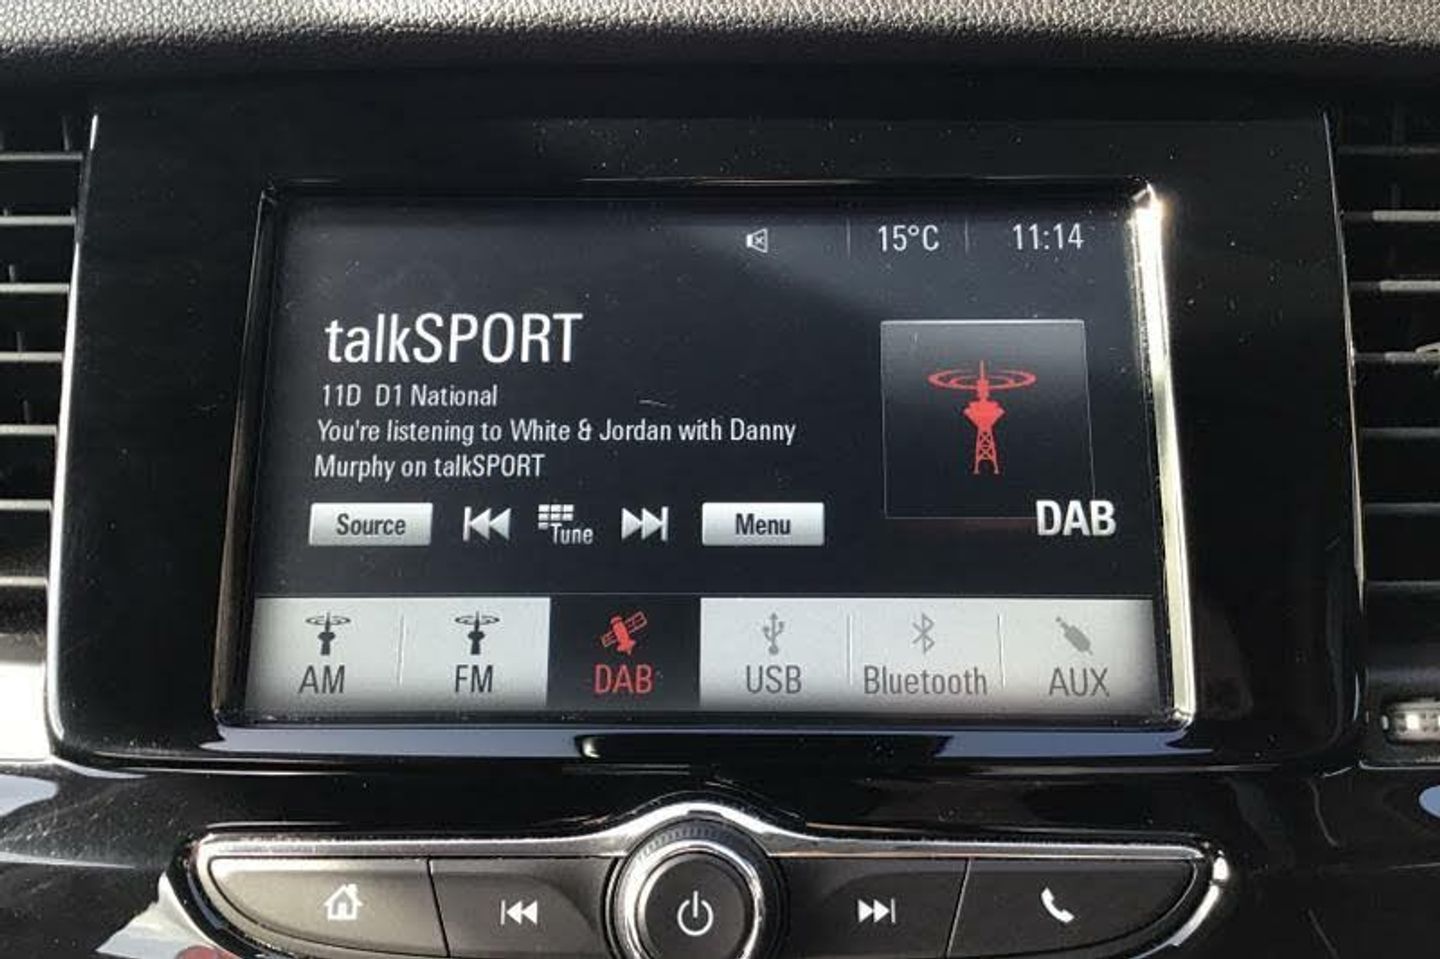 15°C 11:14
talkSPORT
11D D1 National
You're listening to White & Jordan with Danny
Murphy on talkSPORT
Source Tune Menu
DAB
AM FM DAB USB Bluetooth AUX